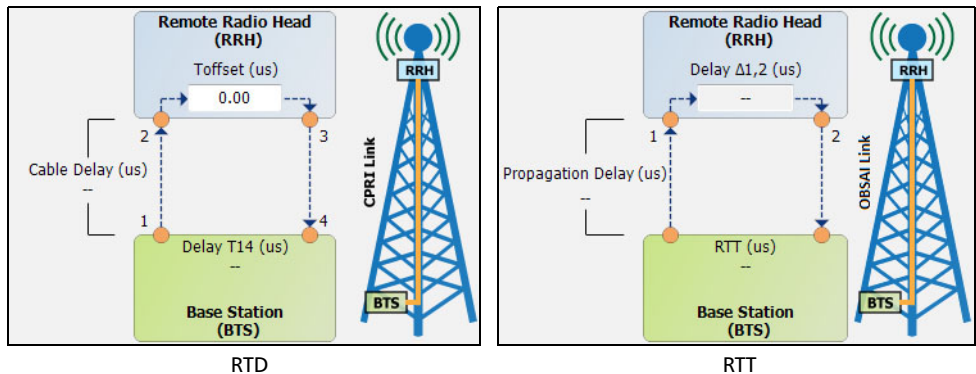 Remote Radio Head
(RRH)
Toffset (us)
0.00
2
3
Cable Delay (us)
--
1
4
Delay T14 (us)
--
Base Station
(BTS)
RRH
CPRI Link
BTS
RTD
Remote Radio Head
(RRH)
Delay Δ1,2 (us)
--
1
2
Propagation Delay (us)
--
RTT (us)
--
Base Station
(BTS)
RRH
OBSAI Link
BTS
RTT